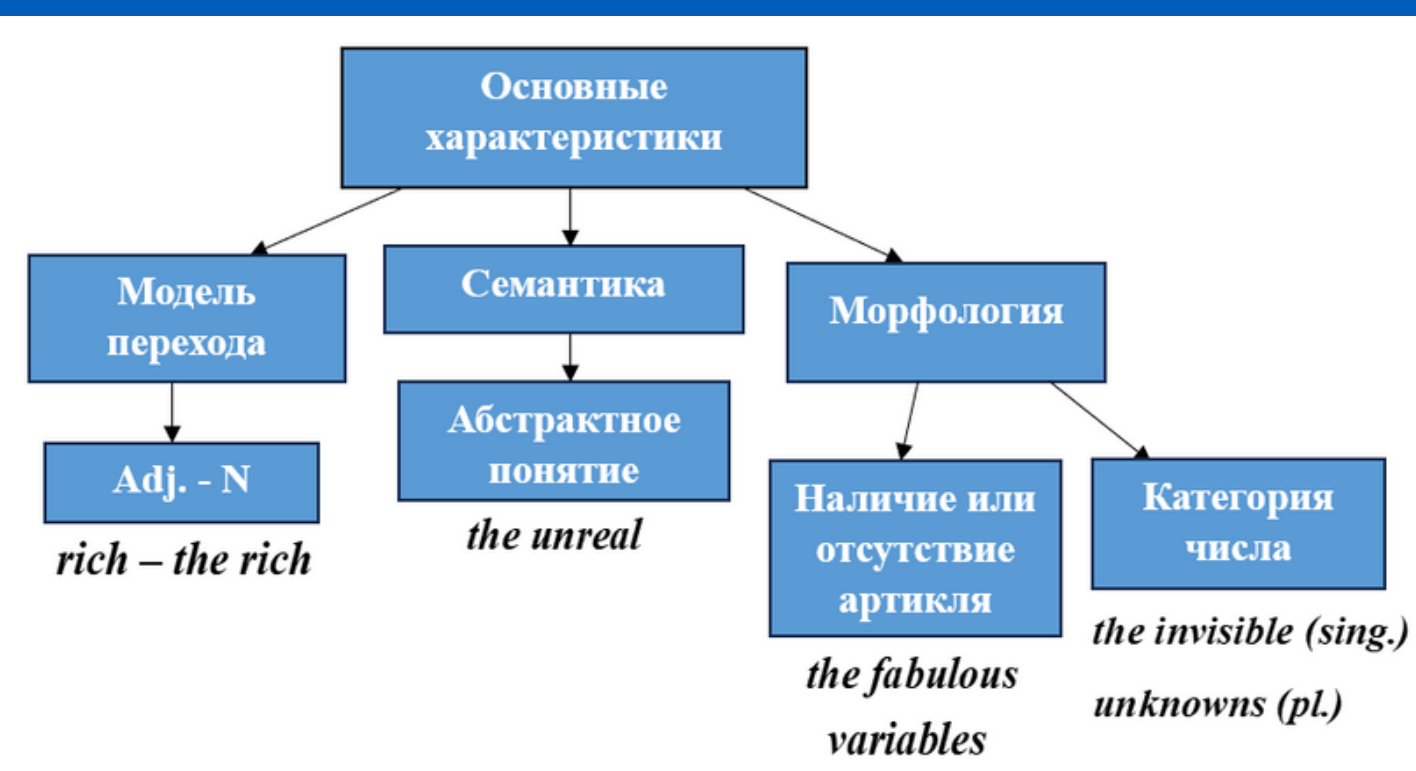 Основные
характеристики
Модель
перехода
Семантика
Морфология
Adj. - N
rich – the rich
Абстрактное
понятие
the unreal
Наличие или
отсутствие
артикля
the fabulous
variables
Категория
числа
the invisible (sing.)
unknowns (pl.)